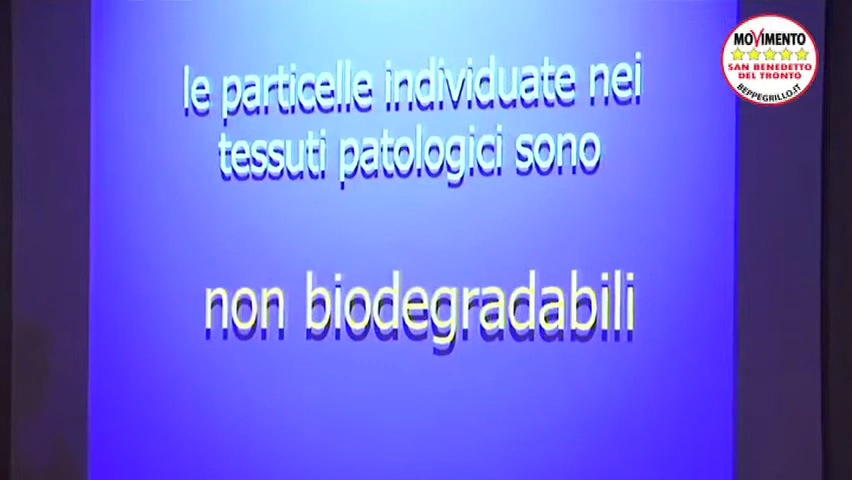 le particelle individuate nei
tessuti patologici sono
non biodegradabili
MOVIMENTO
SAN BENEDETTO
DEL TRONTO
BEPPEGRILLO.IT